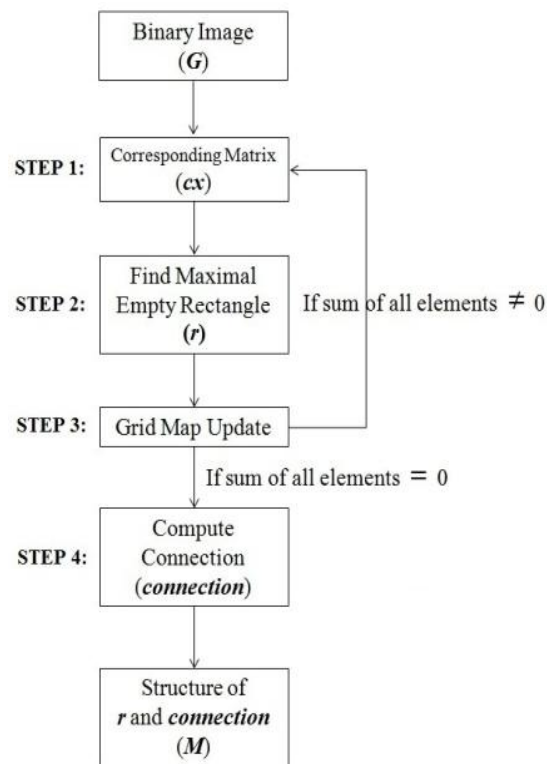 Binary Image
(G)
STEP 1:
Corresponding Matrix
(cx)
STEP 2:
Find Maximal
Empty Rectangle
(r)
If sum of all elements ≠ 0
STEP 3:
Grid Map Update
If sum of all elements = 0
STEP 4:
Compute
Connection
(connection)
Structure of
r and connection
(M)